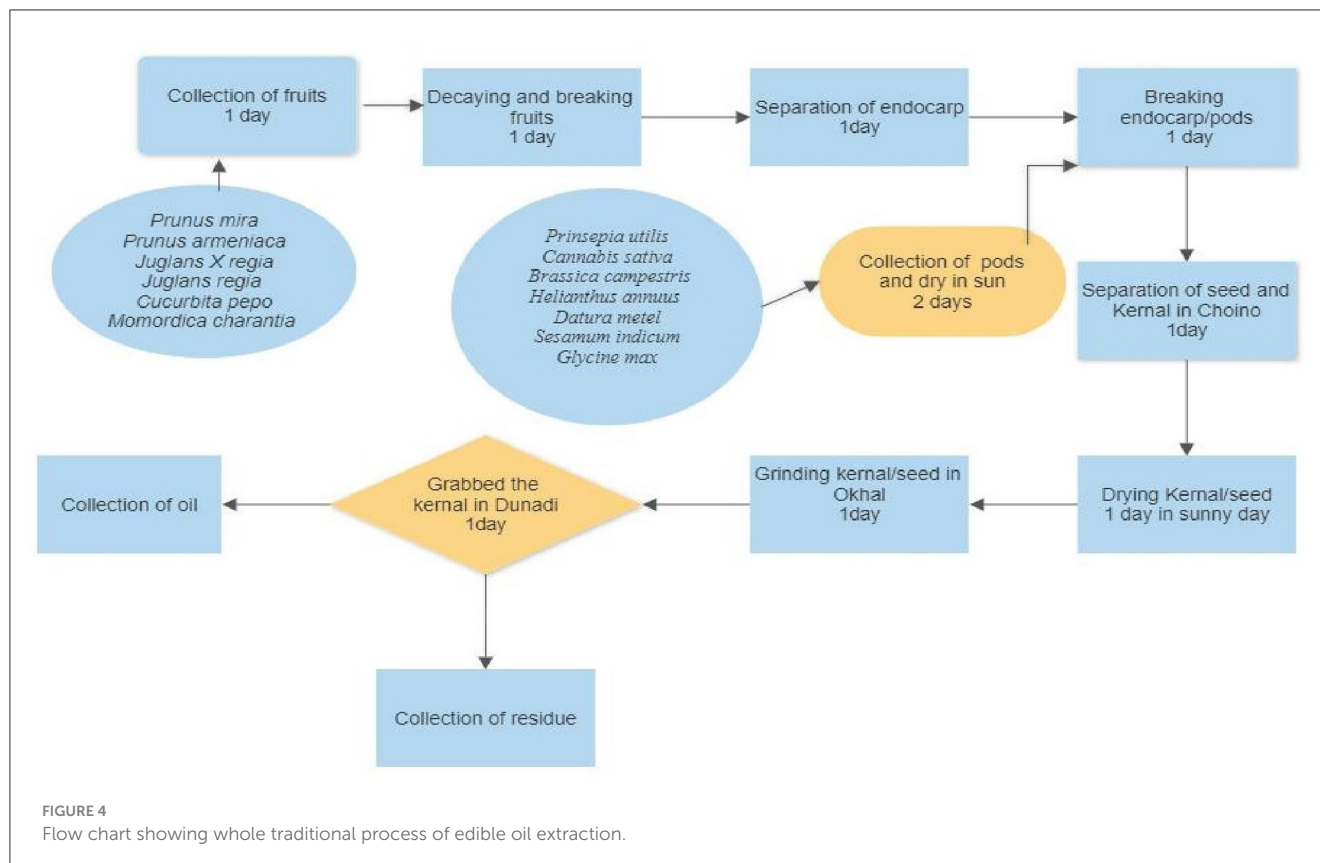 Collection of fruits
1 day
Decaying and breaking
fruits
1 day
Separation of endocarp
1day
Breaking
endocarp/pods
1 day
Prunus mira
Prunus armeniaca
Juglans X regia
Juglans regia
Cucurbita pepo
Momordica charantia
Prinsepia utilis
Cannabis sativa
Brassica campestris
Helianthus annuus
Datura metel
Sesamum indicum
Glycine max
Collection of pods
and dry in sun
2 days
Separation of seed and
Kernal in Choino
1day
Collection of oil
Grabbed the
kernal in Dunadi
1day
Grinding kernal/seed in
Okhal
1day
Drying Kernal/seed
1 day in sunny day
Collection of residue
FIGURE 4
Flow chart showing whole traditional process of edible oil extraction.